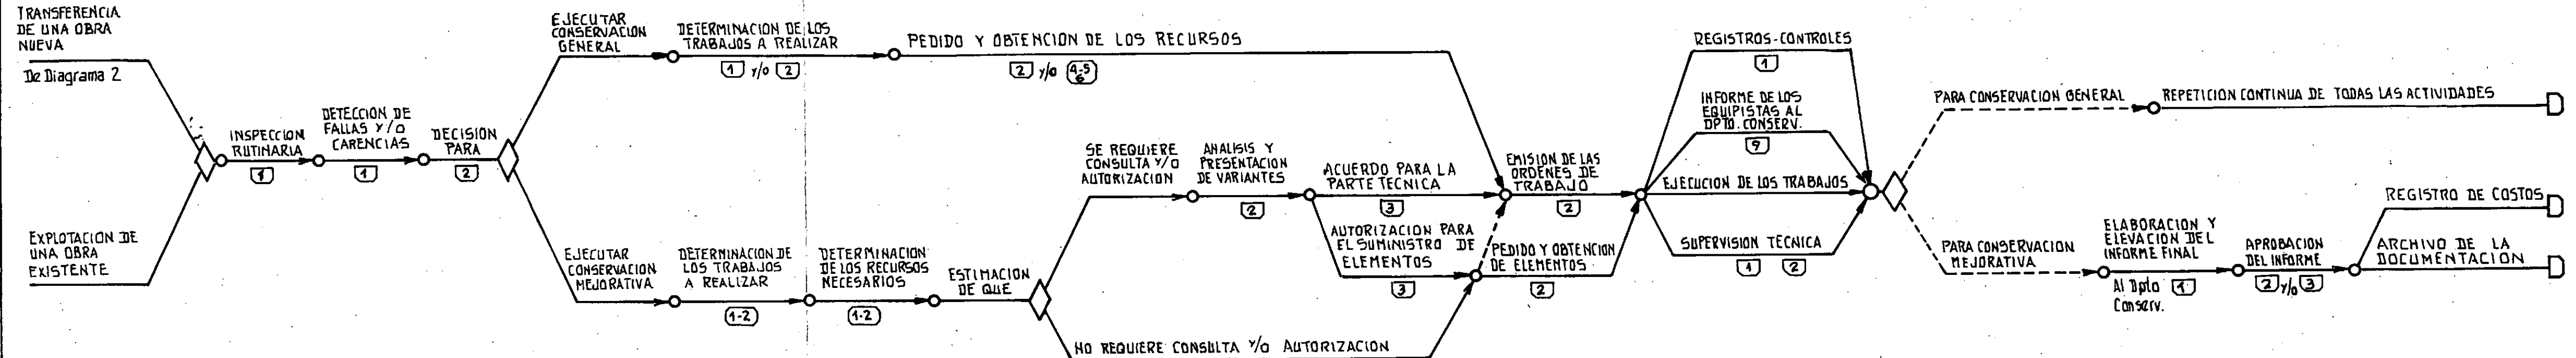 TRANSFERENCIA
DE UNA OBRA
NUEVA
De Diagrama 2
EXPLOTACION DE
UNA OBRA
EXISTENTE
INSPECCION
RUTINARIA
1
DETECCION DE
FALLAS Y/O
CARENCIAS
1
DECISION
PARA
2
EJECUTAR
CONSERVACION
GENERAL
DETERMINACION DE LOS
TRABAJOS A REALIZAR
1 y/o 2
PEDIDO Y OBTENCION DE LOS RECURSOS
2 y/o 4-5
6
EJECUTAR
CONSERVACION
MEJORATIVA
DETERMINACION DE
LOS TRABAJOS
A REALIZAR
1-2
DETERMINACION
DE LOS RECURSOS
NECESARIOS
1-2
ESTIMACION
DE QUE
SE REQUIERE
CONSULTA Y/O
AUTORIZACION
ANALISIS Y
PRESENTACION
DE VARIANTES
2
ACUERDO PARA LA
PARTE TECNICA
3
AUTORIZACION PARA
EL SUMINISTRO DE
ELEMENTOS
3
NO REQUIERE CONSULTA Y/O AUTORIZACION
EMISION DE LAS
ORDENES DE
TRABAJO
2
PEDIDO Y OBTENCION
DE ELEMENTOS
2
REGISTROS-CONTROLES
1
INFORME DE LOS
EQUIPISTAS AL
DPTO. CONSERV.
9
EJECUCION DE LOS TRABAJOS
SUPERVISION TECNICA
1 2
PARA CONSERVACION GENERAL
REPETICION CONTINUA DE TODAS LAS ACTIVIDADES
PARA CONSERVACION
MEJORATIVA
ELABORACION Y
ELEVACION DEL
INFORME FINAL
Al Dpto 1
Conserv.
APROBACION
DEL INFORME
2 y/o 3
REGISTRO DE COSTOS
ARCHIVO DE LA
DOCUMENTACION